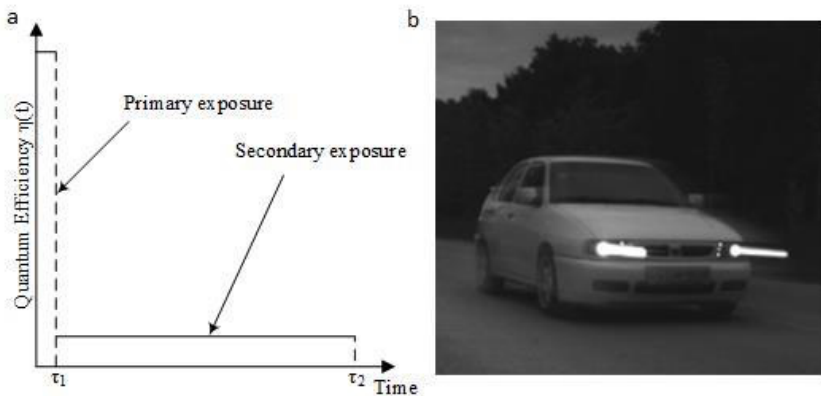 a
Quantum Efficiency η(t)
Primary exposure
Secondary exposure
τ1
τ2
Time
b